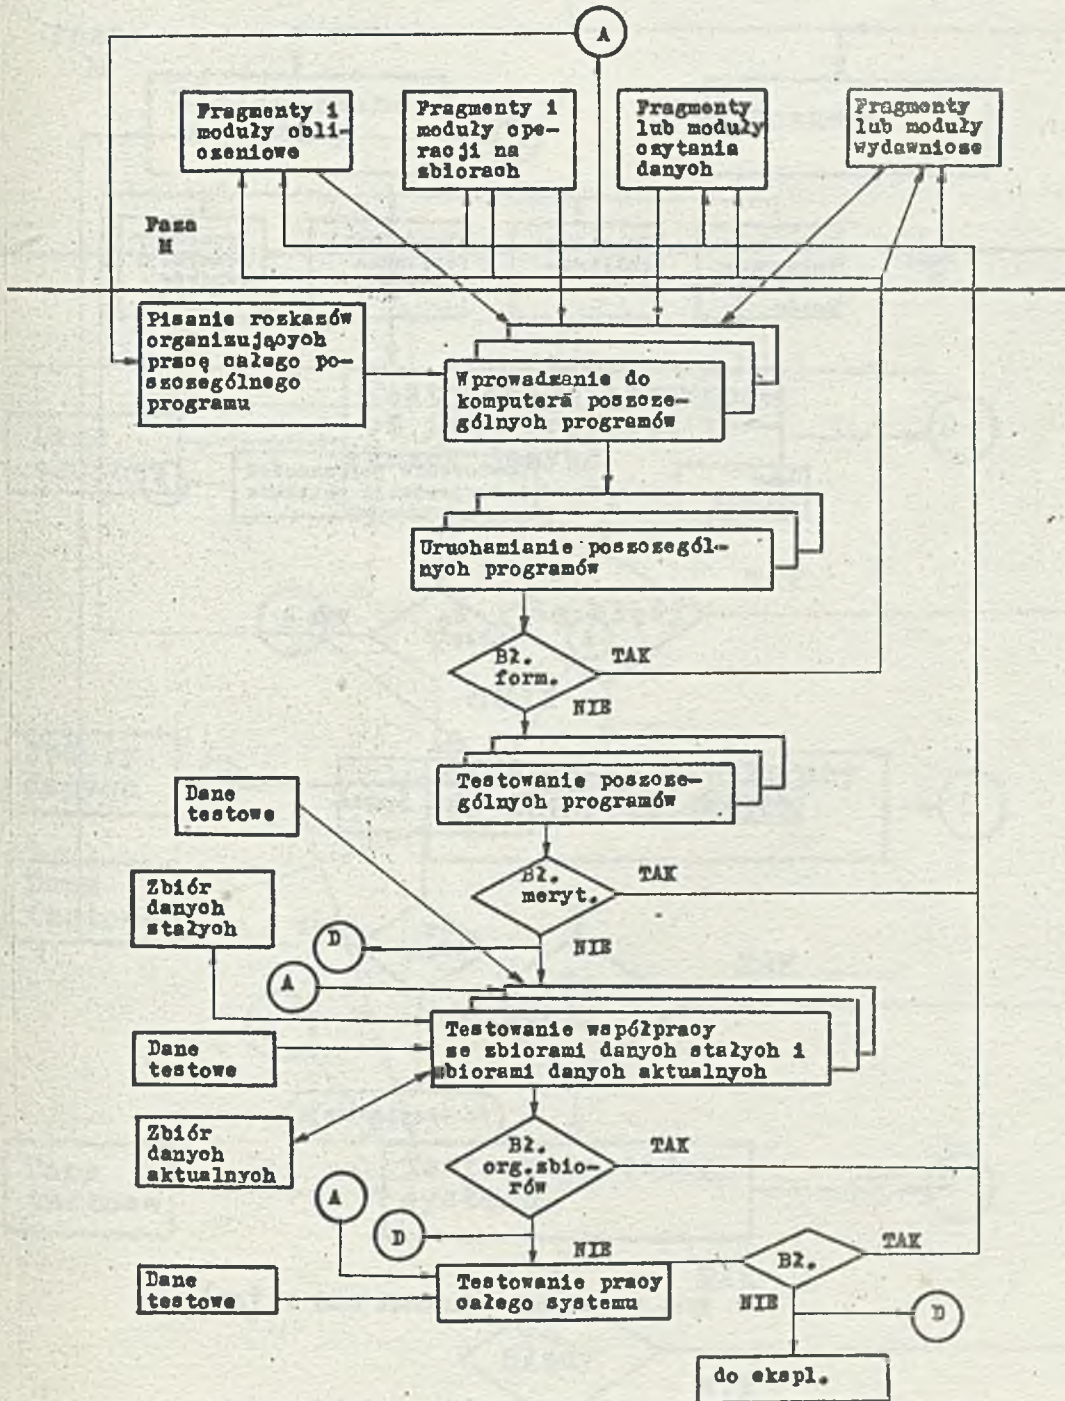 A
Fragmenty i
moduły obli-
czeniowe
Fragmenty i
moduły ope-
racji na
zbiorach
Fragmenty
lub moduły
czytania
danych
Fragmenty
lub moduły
wydawnicze
Faza
M
Pisanie rozkazów
organizujących
pracę całego po-
szczególnego
programu
Wprowadzanie do
komputera poszcze-
gólnych programów
Uruchamianie poszczegól-
nych programów
Bł.
form.
TAK
NIE
Testowanie poszcze-
gólnych programów
Dane
testowe
Bł.
meryt.
TAK
Zbiór
danych
stałych
D
NIE
A
Testowanie współpracy
ze zbiorami danych stałych i
zbiorami danych aktualnych
Dane
testowe
Zbiór
danych
aktualnych
Bł.
org.zbio-
rów
TAK
A
D
NIE
Bł.
TAK
Dane
testowe
Testowanie pracy
całego systemu
NIE
D
do ekspl.